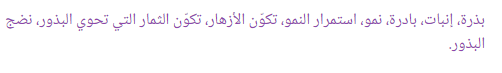 بذرة، إنبات، بادرة، نمو، استمرار النمو، تكوّن الأزهار، تكوّن الثمار التي تحوي البذور، نضج
البذور.